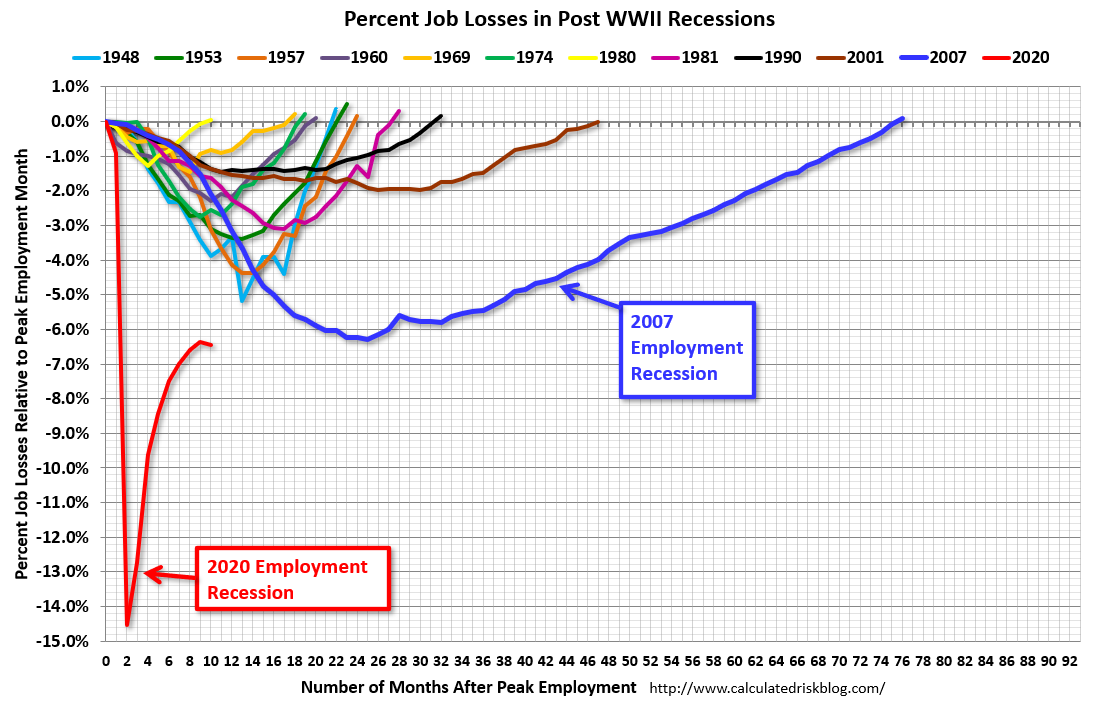 Percent Job Losses in Post WWII Recessions
1948 1953 1957 1960 1969 1974 1980 1981 1990 2001 2007 2020
Percent Job Losses Relative to Peak Employment Month
1.0%
0.0%
-1.0%
-2.0%
-3.0%
-4.0%
-5.0%
-6.0%
-7.0%
-8.0%
-9.0%
-10.0%
-11.0%
-12.0%
-13.0%
-14.0%
-15.0%
2007
Employment
Recession
2020 Employment
Recession
0 2 4 6 8 10 12 14 16 18 20 22 24 26 28 30 32 34 36 38 40 42 44 46 48 50 52 54 56 58 60 62 64 66 68 70 72 74 76 78 80 82 84 86 88 90 92
Number of Months After Peak Employment http://www.calculatedriskblog.com/